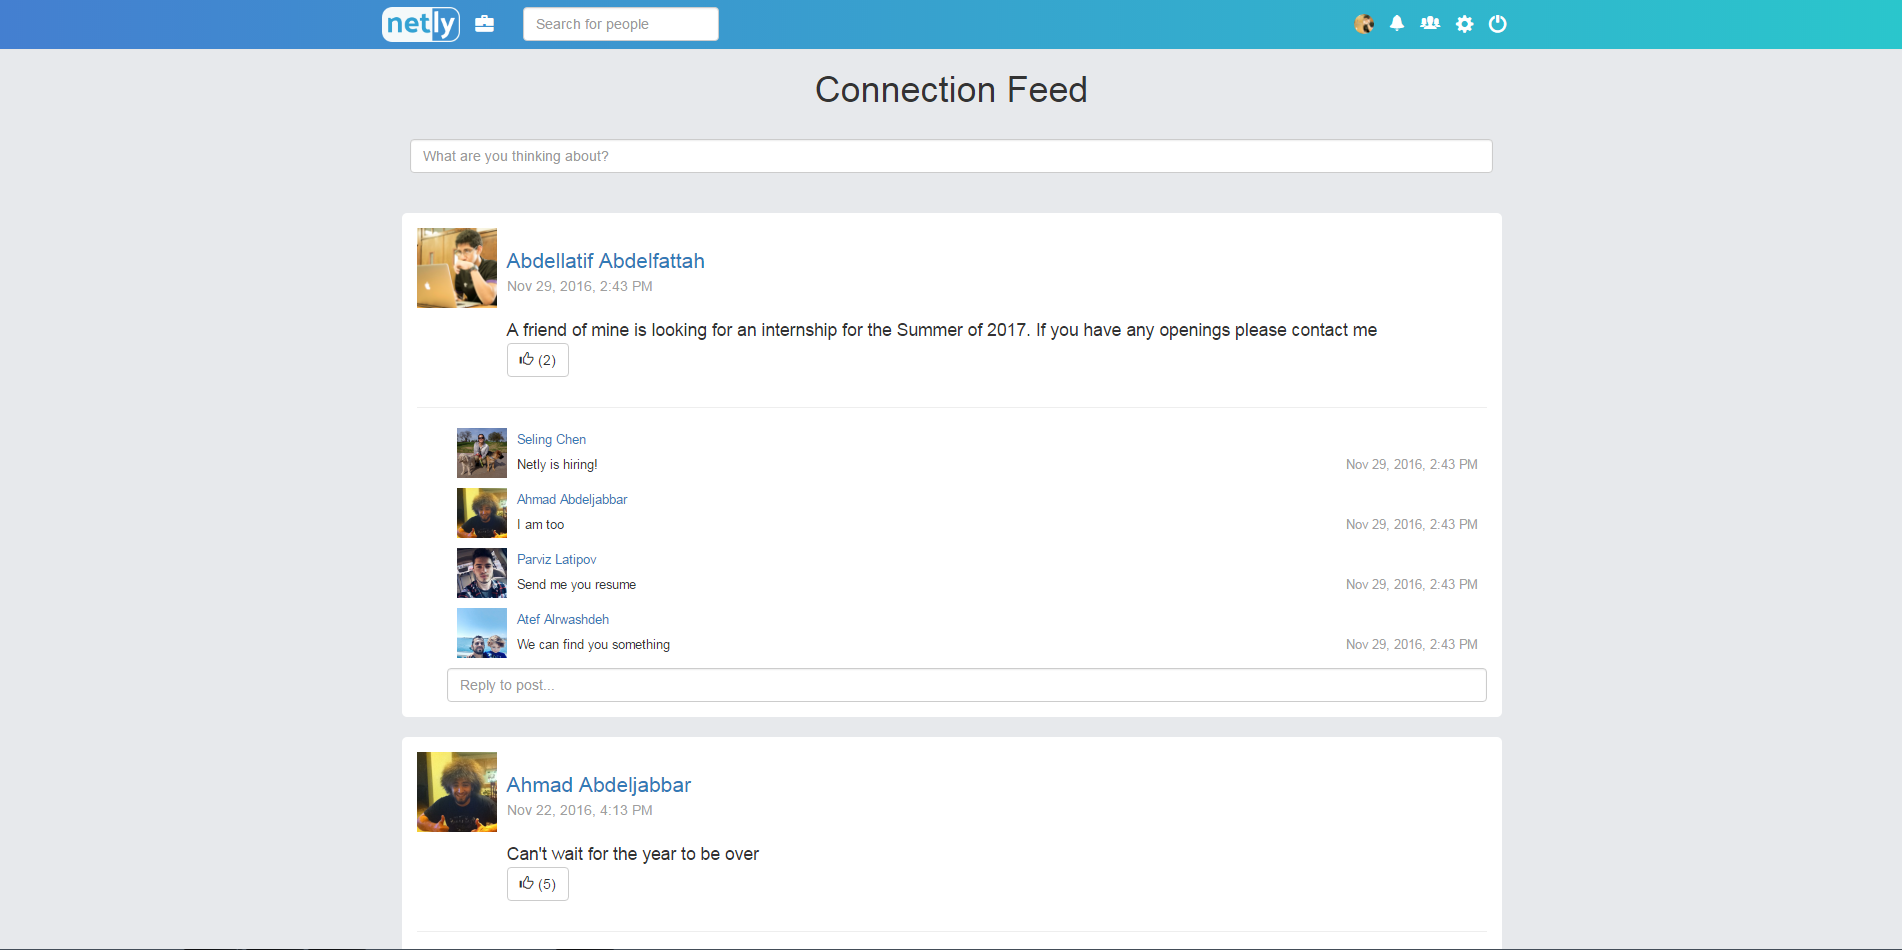 netly
Search for people
Connection Feed
What are you thinking about?
Abdellatif Abdelfattah
Nov 29, 2016, 2:43 PM
A friend of mine is looking for an internship for the Summer of 2017. If you have any openings please contact me
(2)
Seling Chen
Netly is hiring! Nov 29, 2016, 2:43 PM
Ahmad Abdeljabbar
I am too Nov 29, 2016, 2:43 PM
Parviz Latipov
Send me you resume Nov 29, 2016, 2:43 PM
Atef Alrwashdeh
We can find you something Nov 29, 2016, 2:43 PM
Reply to post...
Ahmad Abdeljabbar
Nov 22, 2016, 4:13 PM
Can't wait for the year to be over
(5)